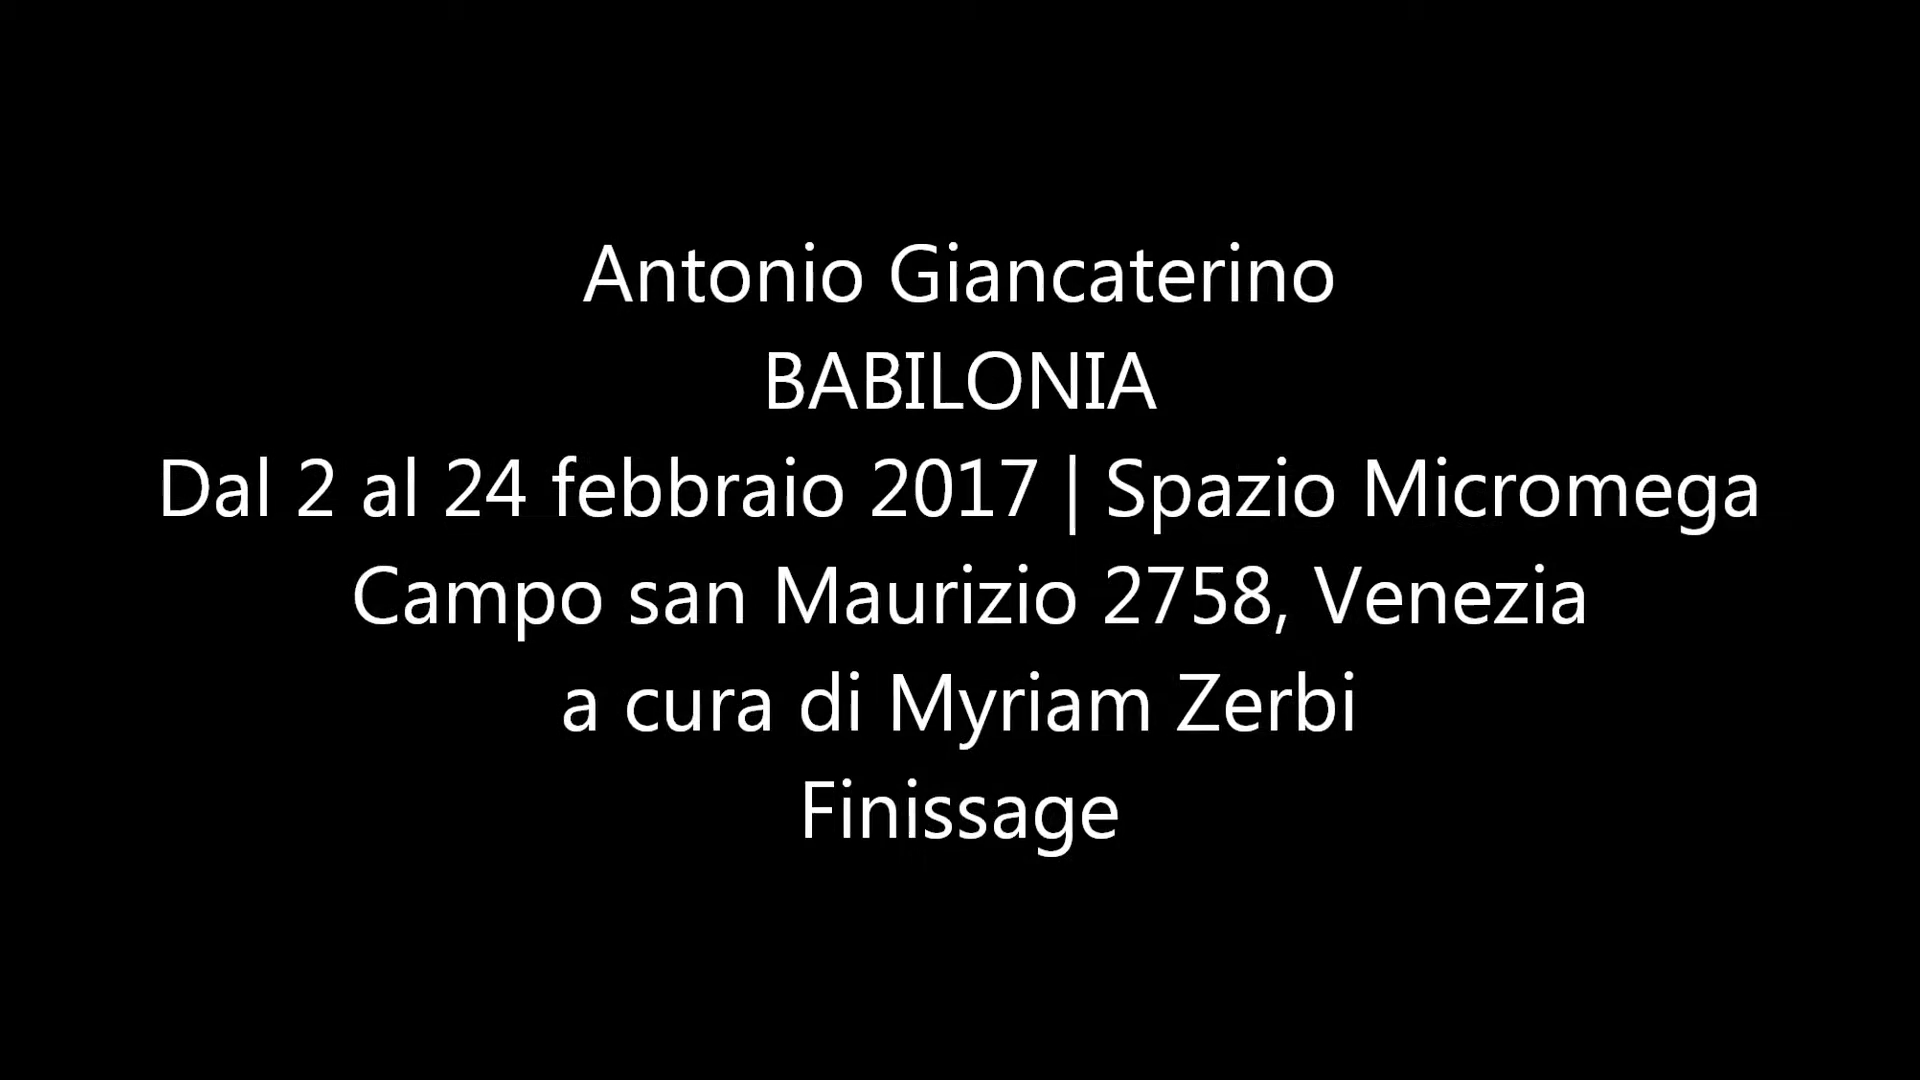 Antonio Giancaterino
BABILONIA
Dal 2 al 24 febbraio 2017 | Spazio Micromega
Campo san Maurizio 2758, Venezia
a cura di Myriam Zerbi
Finissage